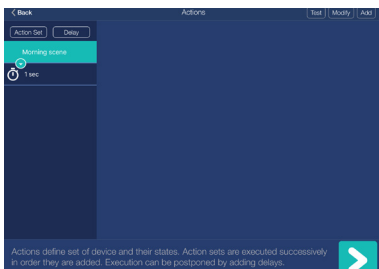 Back
Actions
Test Modify Add
Action Set Delay
Morning scene
1 sec
Actions define set of device and their states. Action sets are executed successively
in order they are added. Execution can be postponed by adding delays.